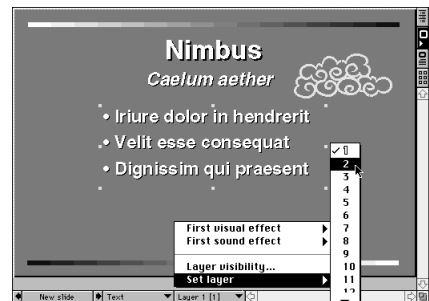 Nimbus
Caelum aether
• Iriure dolor in hendrerit
• Velit esse consequat
• Dignissim qui praesent
✓ 1
2
3
4
5
6
First visual effect 7
First sound effect 8
9
Layer visibility... 10
Set layer 11
12
New slide Text Layer 1 [1]